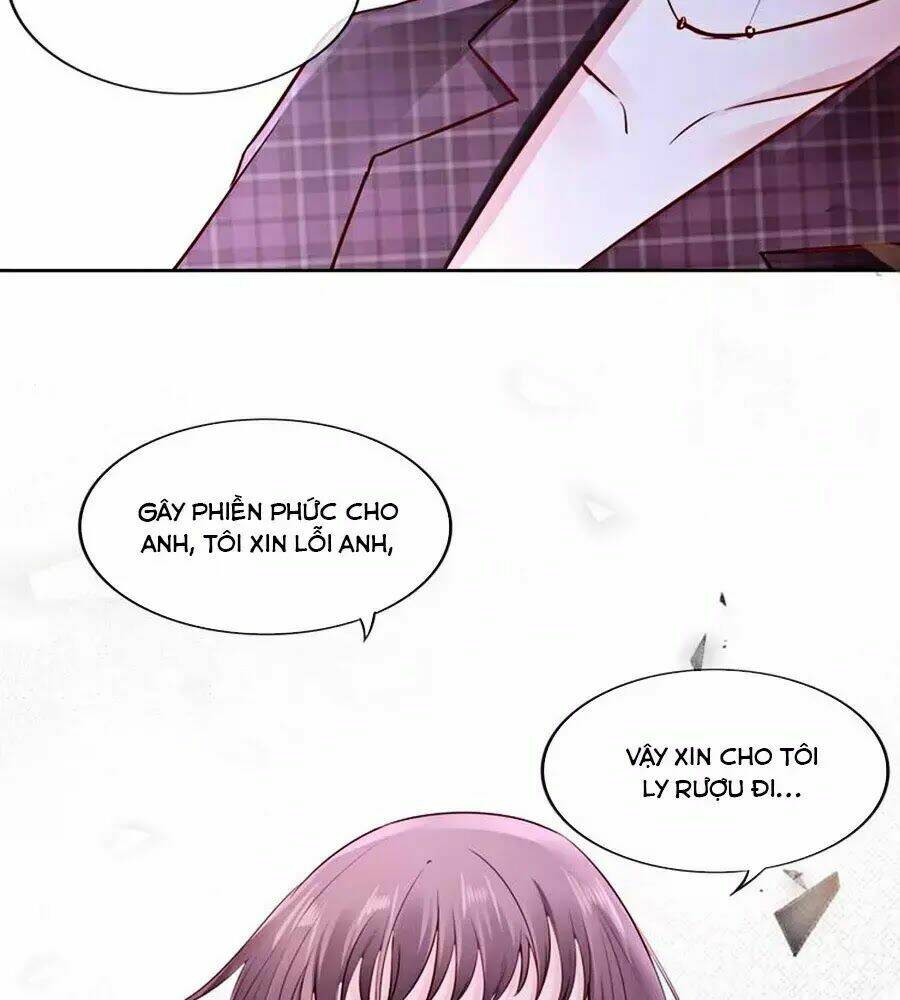 GÂY PHIỀN PHỨC CHO
ANH, TÔI XIN LỖI ANH,
VẬY XIN CHO TÔI
LY RƯỢU ĐI...